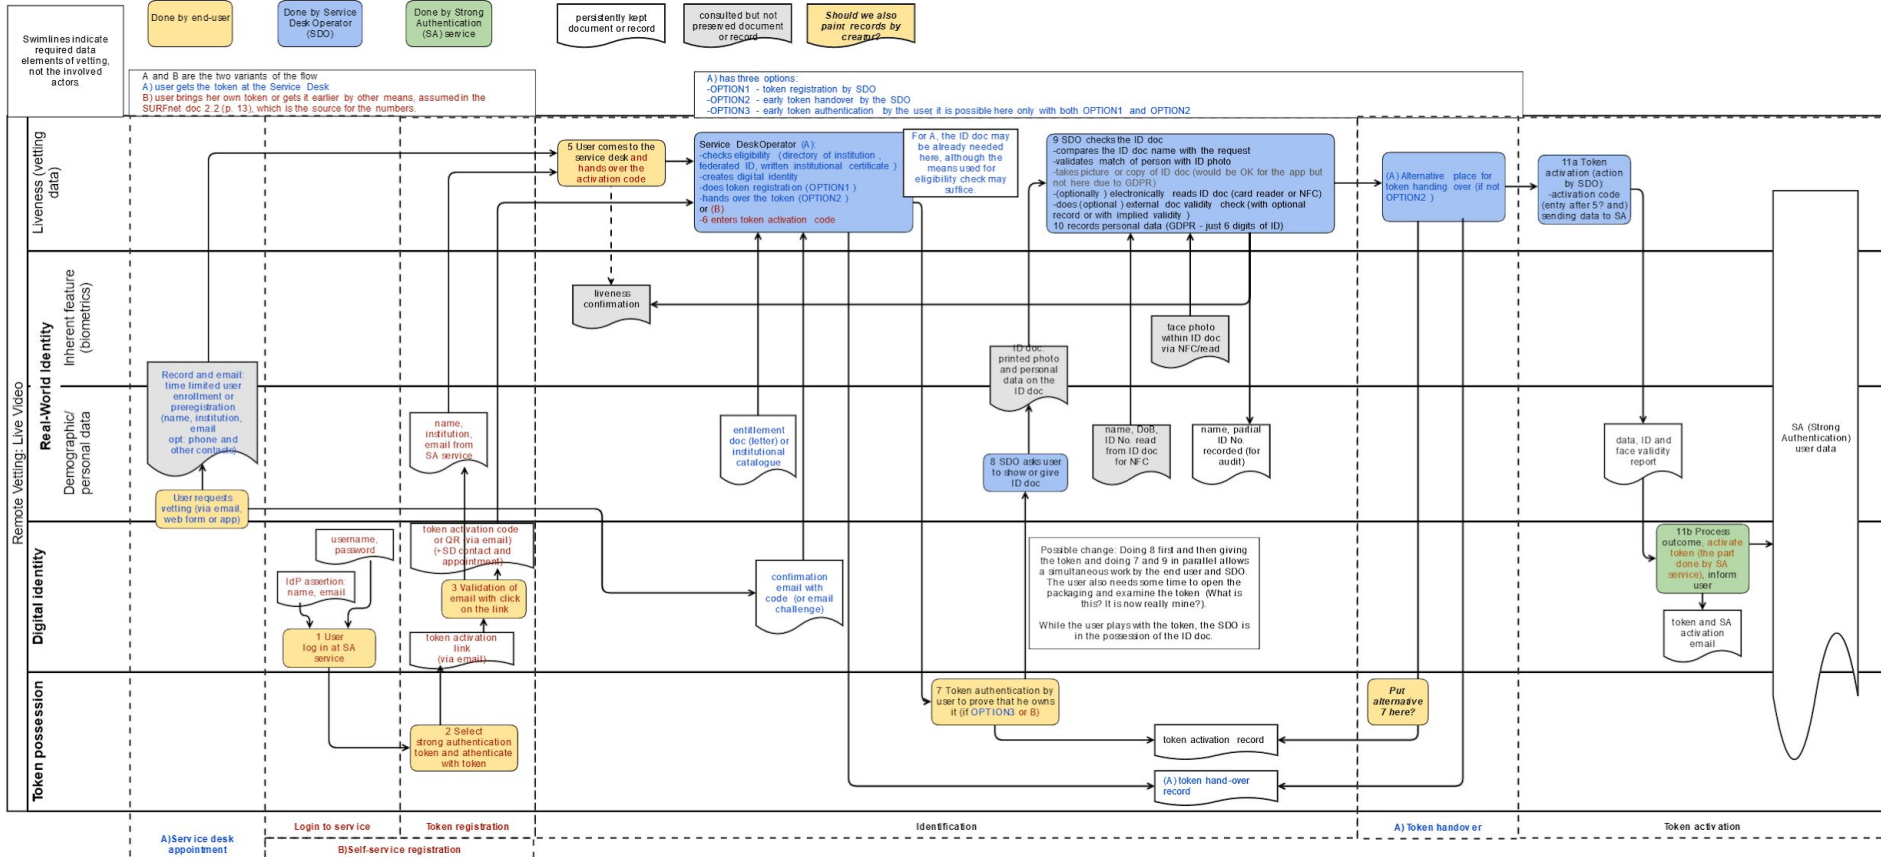 Swimlines indicate
required data
elements of vetting,
not the involved
actors.
Done by end-user
Done by Service
Desk Operator
(SDO)
Done by Strong
Authentication
(SA) service
persistently kept
document or record
consulted but not
preserved document
or record
Should we also
paint records by
creator?
A and B are the two variants of the flow
A) user gets the token at the Service Desk
B) user brings her own token or gets it earlier by other means, assumed in the
SURFnet doc 2.2 (p. 13), which is the source for the numbers.
A) has three options:
-OPTION1 - token registration by SDO
-OPTION2 - early token handover by the SDO
-OPTION3 - early token authentication by the user, it is possible here only with both OPTION1 and OPTION2
Remote Vetting: Live Video
Liveness (vetting
data)
5 User comes to the
service desk and
hands over the
activation code
Service DeskOperator (A):
-checks eligibility (directory of institution ,
federated ID, written institutional certificate )
-creates digital identity
-does token registration (OPTION1 )
-hands over the token (OPTION2 )
or (B)
-6 enters token activation code
For A, the ID doc may
be already needed
here, although the
means used for
eligibility check may
suffice.
9 SDO checks the ID doc
-compares the ID doc name with the request
-validates match of person with ID photo
-takes picture or copy of ID doc (would be OK for the app but
not here due to GDPR)
-(optionally ) electronically reads ID doc (card reader or NFC)
-does (optional ) external doc validity check (with optional
record or with implied validity )
10 records personal data (GDPR - just 6 digits of ID)
(A) Alternative place for
token handing over (if not
OPTION2 )
11a Token
activation (action
by SDO)
-activation code
(entry after 5? and)
sending data to SA
Real-World Identity
Inherent feature
(biometrics)
liveness
confirmation
face photo
within ID doc
via NFC/read
ID doc:
printed photo
and personal
data on the
ID doc
Record and email:
time limited user
enrollment or
preregistration
(name, institution,
email
opt: phone and
other contacts)
Demographic/
personal data
name,
institution,
email from
SA service
entitlement
doc (letter) or
institutional
catalogue
8 SDO asks user
to show or give
ID doc
name, DoB,
ID No. read
from ID doc
for NFC
name, partial
ID No.
recorded (for
audit)
data, ID and
face validity
report
SA (Strong
Authentication)
user data
User requests
vetting (via email,
web form or app)
Digital identity
username,
password
IdP assertion:
name, email
1 User
log in at SA
service
token activation code
or QR (via email)
(+SD contact and
appointment)
3 Validation of
email with click
on the link
token activation
link
(via email)
confirmation
email with
code (or email
challenge)
Possible change: Doing 8 first and then giving
the token and doing 7 and 9 in parallel allows
a simultaneous work by the end user and SDO.
The user also needs some time to open the
packaging and examine the token (What is
this? It is now really mine?).
While the user plays with the token, the SDO is
in the possession of the ID doc.
11b Process
outcome, activate
token (the part
done by SA
service), inform
user
token and SA
activation
email
Token possession
2 Select
strong authentication
token and athenticate
with token
7 Token authentication by
user to prove that he owns
it (if OPTION3 or B)
Put
alternative
7 here?
token activation record
(A) token hand-over
record
A)Service desk
appointment
Login to service
Token registration
B)Self-service registration
Identification
A) Token handover
Token activation